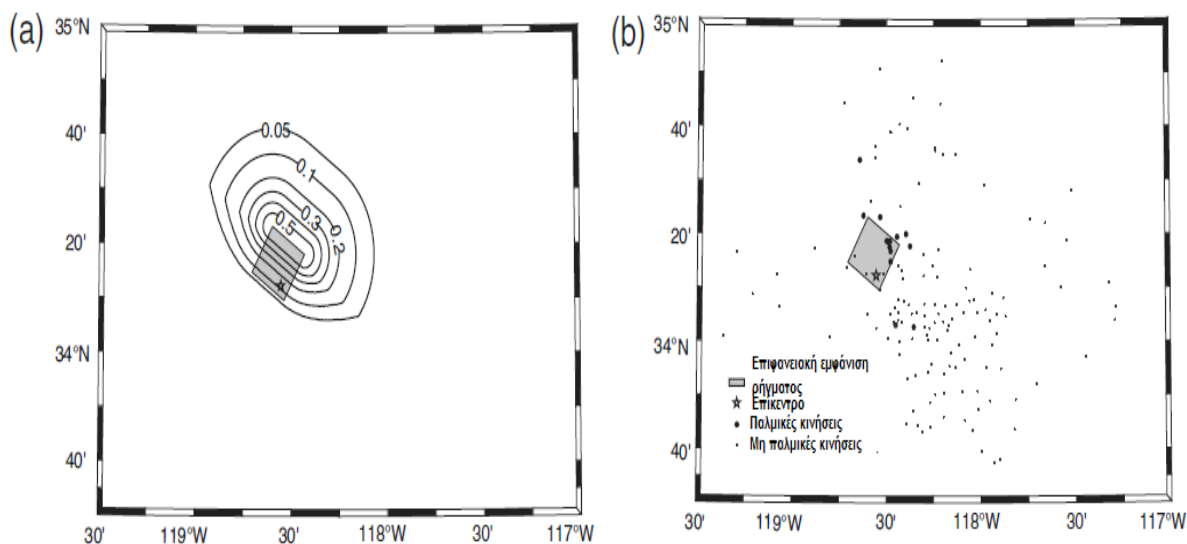 (a)
35°N
40'
20'
34°N
40'
30' 119°W 30' 118°W 30' 117°W
0.05
0.1
0.3
0.2
0.5
(b)
35°N
40'
20'
34°N
40'
30' 119°W 30' 118°W 30' 117°W
Επιφανειακή εμφάνιση
ρήγματος
Επίκεντρο
Παλμικές κινήσεις
Μη παλμικές κινήσεις